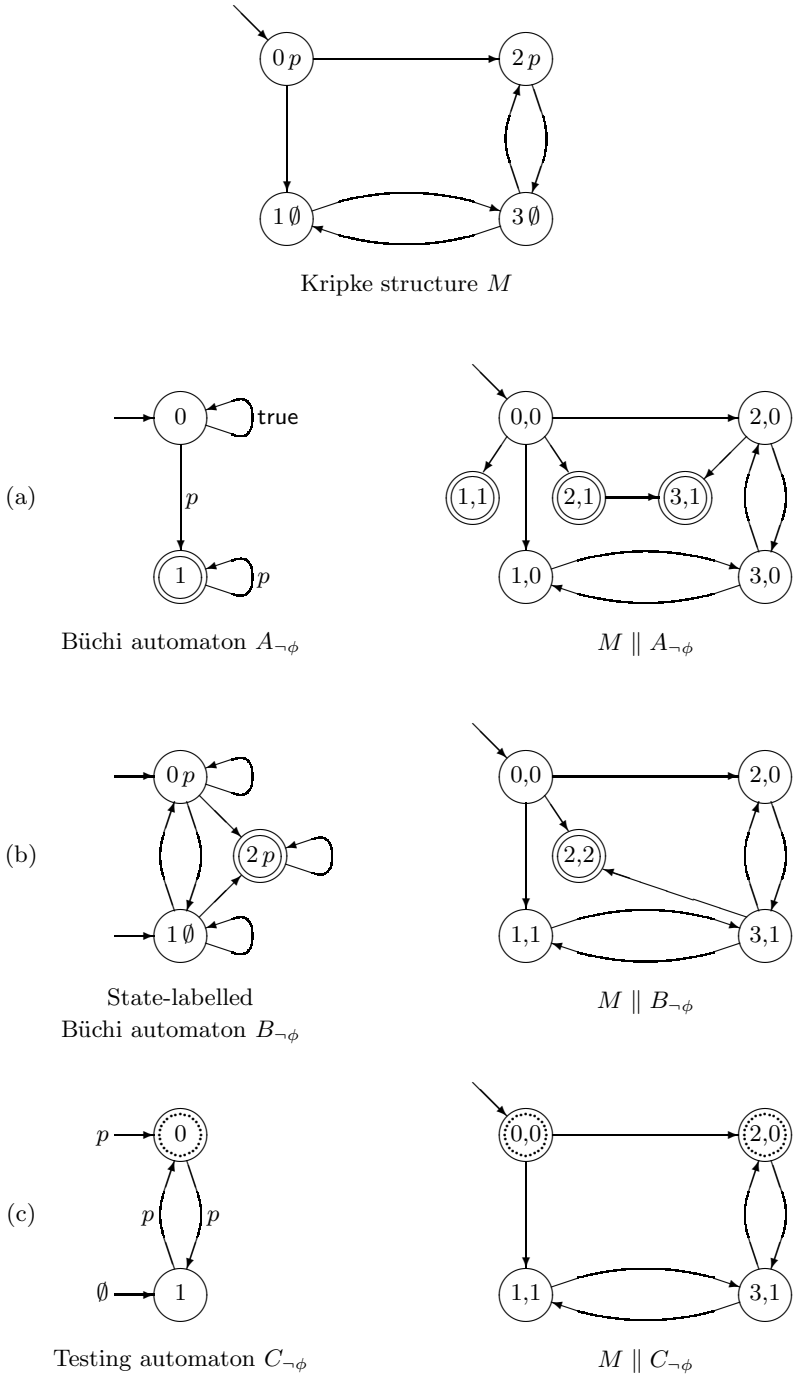 0 p
2 p
1 ∅
3 ∅
Kripke structure M
(a)
0
true
p
1
p
Büchi automaton A¬ϕ
0,0
2,0
1,1
2,1
3,1
1,0
3,0
M ∥ A¬ϕ
(b)
0 p
2 p
1 ∅
State-labelled
Büchi automaton B¬ϕ
0,0
2,0
2,2
1,1
3,1
M ∥ B¬ϕ
(c)
p
0
p
p
∅
1
Testing automaton C¬ϕ
0,0
2,0
1,1
3,1
M ∥ C¬ϕ